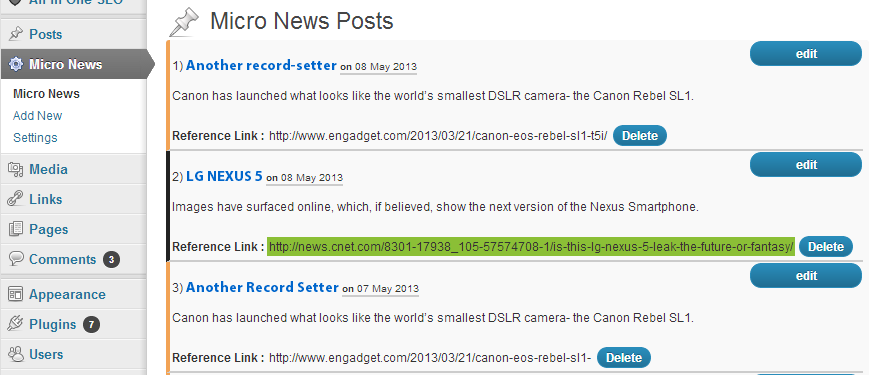 All in One SEO
Posts
Micro News
Micro News
Add New
Settings
Media
Links
Pages
Comments 3
Appearance
Plugins 7
Users
Micro News Posts
1) Another record-setter on 08 May 2013
edit
Canon has launched what looks like the world's smallest DSLR camera- the Canon Rebel SL1.
Reference Link : http://www.engadget.com/2013/03/21/canon-eos-rebel-sl1-t5i/ Delete
2) LG NEXUS 5 on 08 May 2013
edit
Images have surfaced online, which, if believed, show the next version of the Nexus Smartphone.
Reference Link : http://news.cnet.com/8301-17938_105-57574708-1/is-this-lg-nexus-5-leak-the-future-or-fantasy/ Delete
3) Another Record Setter on 07 May 2013
edit
Canon has launched what looks like the world's smallest DSLR camera- the Canon Rebel SL1.
Reference Link : http://www.engadget.com/2013/03/21/canon-eos-rebel-sl1- Delete